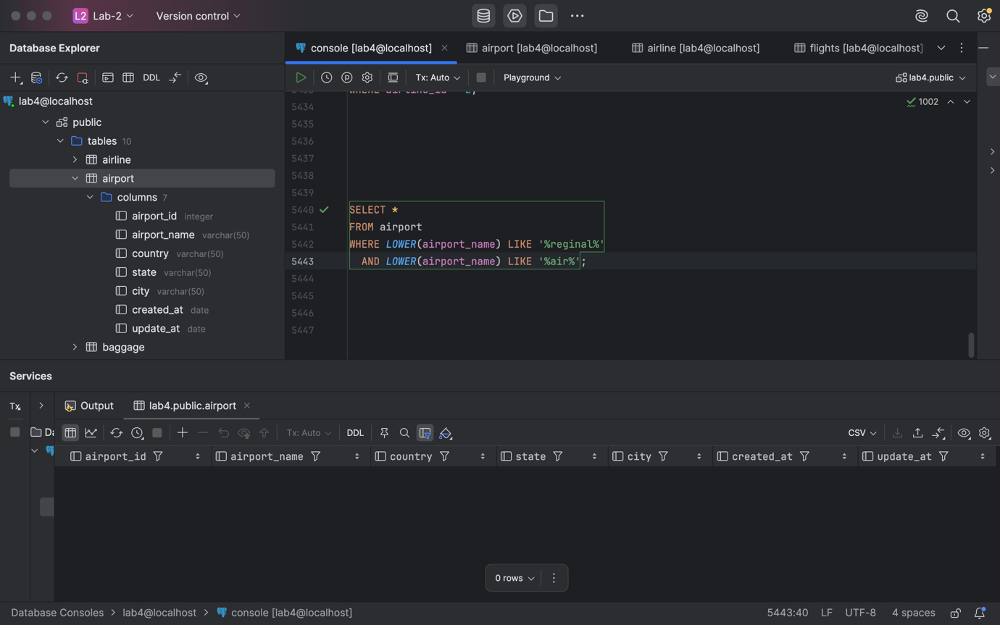 L2 Lab-2 Version control
Database Explorer
console [lab4@localhost] airport [lab4@localhost] airline [lab4@localhost] flights [lab4@localhost]
DDL Tx: Auto Playground lab4.public
lab4@localhost
public
tables 10
airline
airport
columns 7
airport_id integer
airport_name varchar(50)
country varchar(50)
state varchar(50)
city varchar(50)
created_at date
update_at date
baggage
1002
5434
5435
5436
5437
5438
5439
5440 SELECT *
5441 FROM airport
5442 WHERE LOWER(airport_name) LIKE '%reginal%'
5443 AND LOWER(airport_name) LIKE '%air%';
5444
5445
5446
5447
Services
Tx Output lab4.public.airport
Da Tx: Auto DDL CSV
airport_id airport_name country state city created_at update_at
0 rows
Database Consoles > lab4@localhost > console [lab4@localhost] 5443:40 LF UTF-8 4 spaces